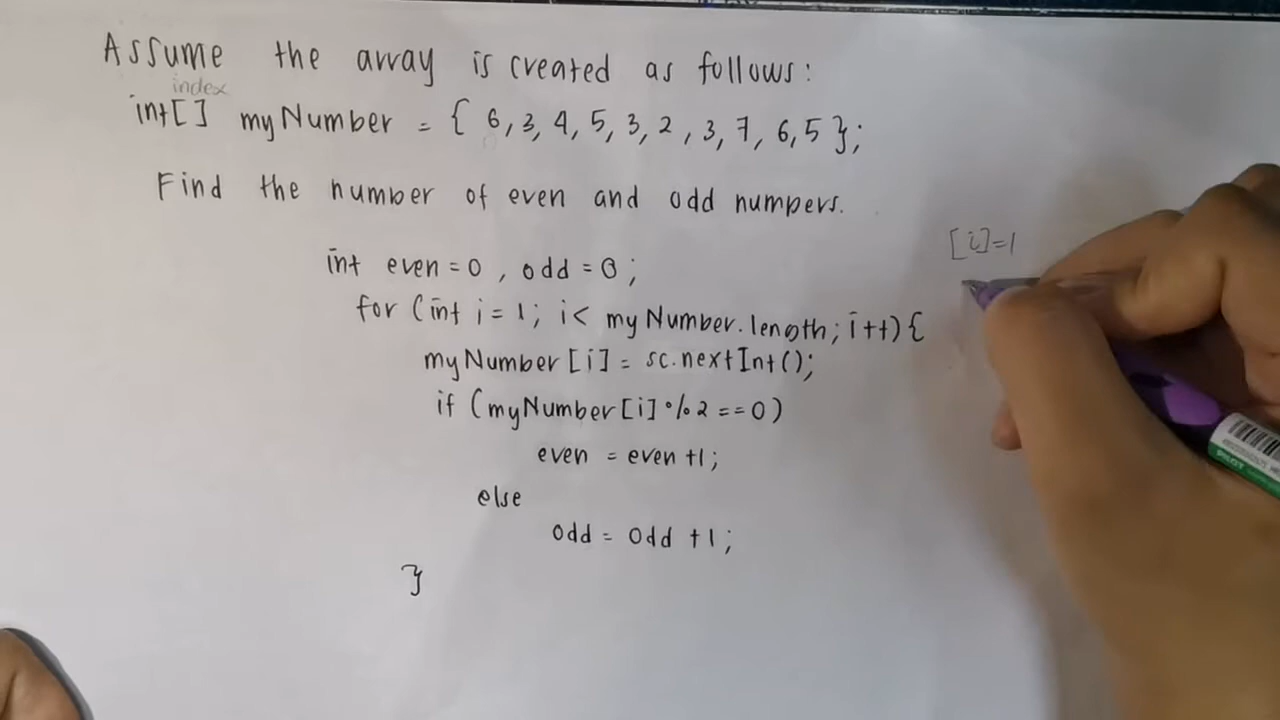 Assume the array is created as follows:
index
int[] myNumber = { 6, 3, 4, 5, 3, 2, 3, 7, 6, 5 };
Find the number of even and odd numbers.
[i]=1
int even=0, odd=0;
for (int i=1; i< myNumber.length; i++) {
myNumber[i] = sc.nextInt();
if (myNumber[i] % 2 == 0)
even = even +1;
else
odd = odd +1;
}
PILOT